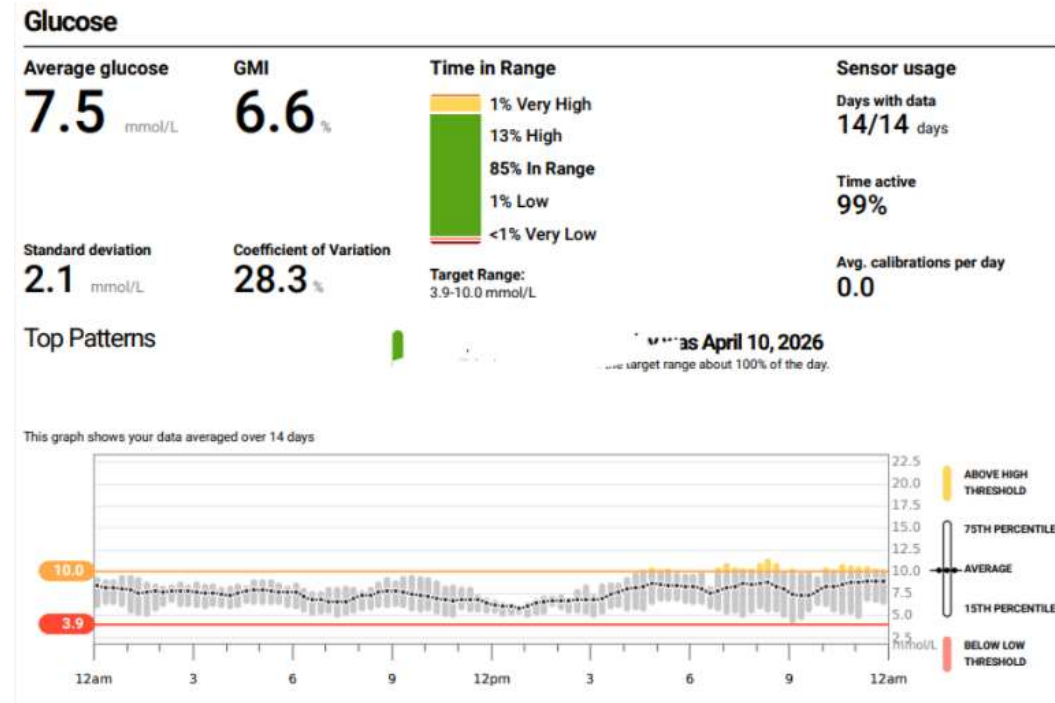 Glucose
Average glucose
7.5 mmol/L
GMI
6.6 %
Time in Range
1% Very High
13% High
85% In Range
1% Low
<1% Very Low
Target Range:
3.9-10.0 mmol/L
Sensor usage
Days with data
14/14 days
Time active
99%
Avg. calibrations per day
0.0
Standard deviation
2.1 mmol/L
Coefficient of Variation
28.3 %
Top Patterns
April 10, 2026
target range about 100% of the day.
This graph shows your data averaged over 14 days
22.5
20.0
17.5
15.0
12.5
10.0
7.5
5.0
2.5
mmol/L
10.0
3.9
12am 3 6 9 12pm 3 6 9 12am
ABOVE HIGH
THRESHOLD
75TH PERCENTILE
AVERAGE
15TH PERCENTILE
BELOW LOW
THRESHOLD